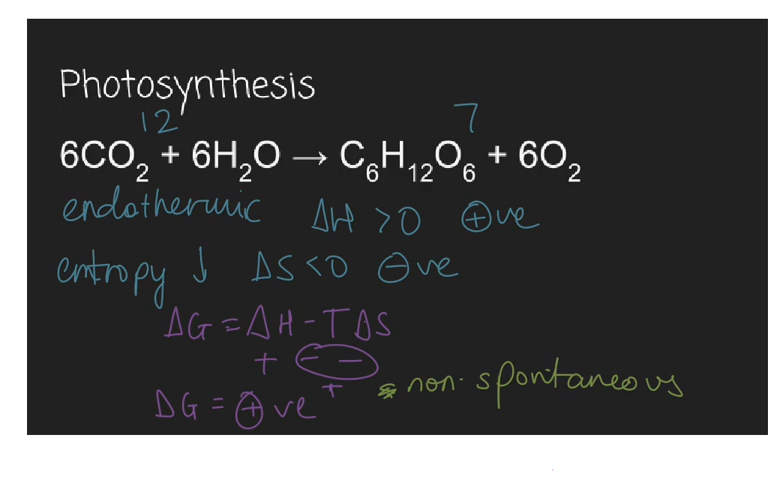 Photosynthesis
12 7
6CO₂ + 6H₂O → C₆H₁₂O₆ + 6O₂
endothermic ΔH >0 ⊕ve
entropy ↓ ΔS<0 ⊖ve
ΔG = ΔH - TΔS
+ - -
+
ΔG = ⊕ve non-spontaneous